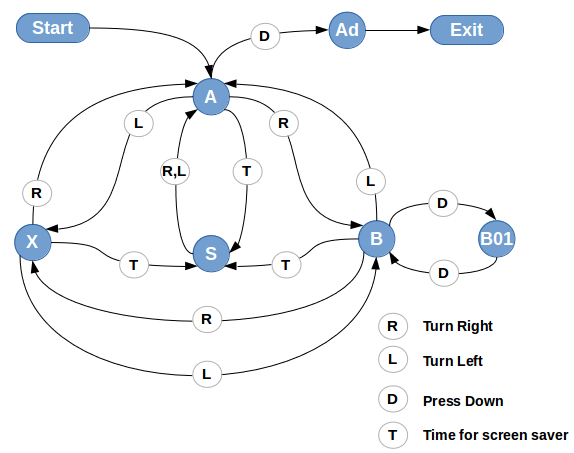 Start
D
Ad
Exit
A
L
R
R
R,L
T
L
D
X
S
B
B01
T
T
D
R
L
R Turn Right
L Turn Left
D Press Down
T Time for screen saver